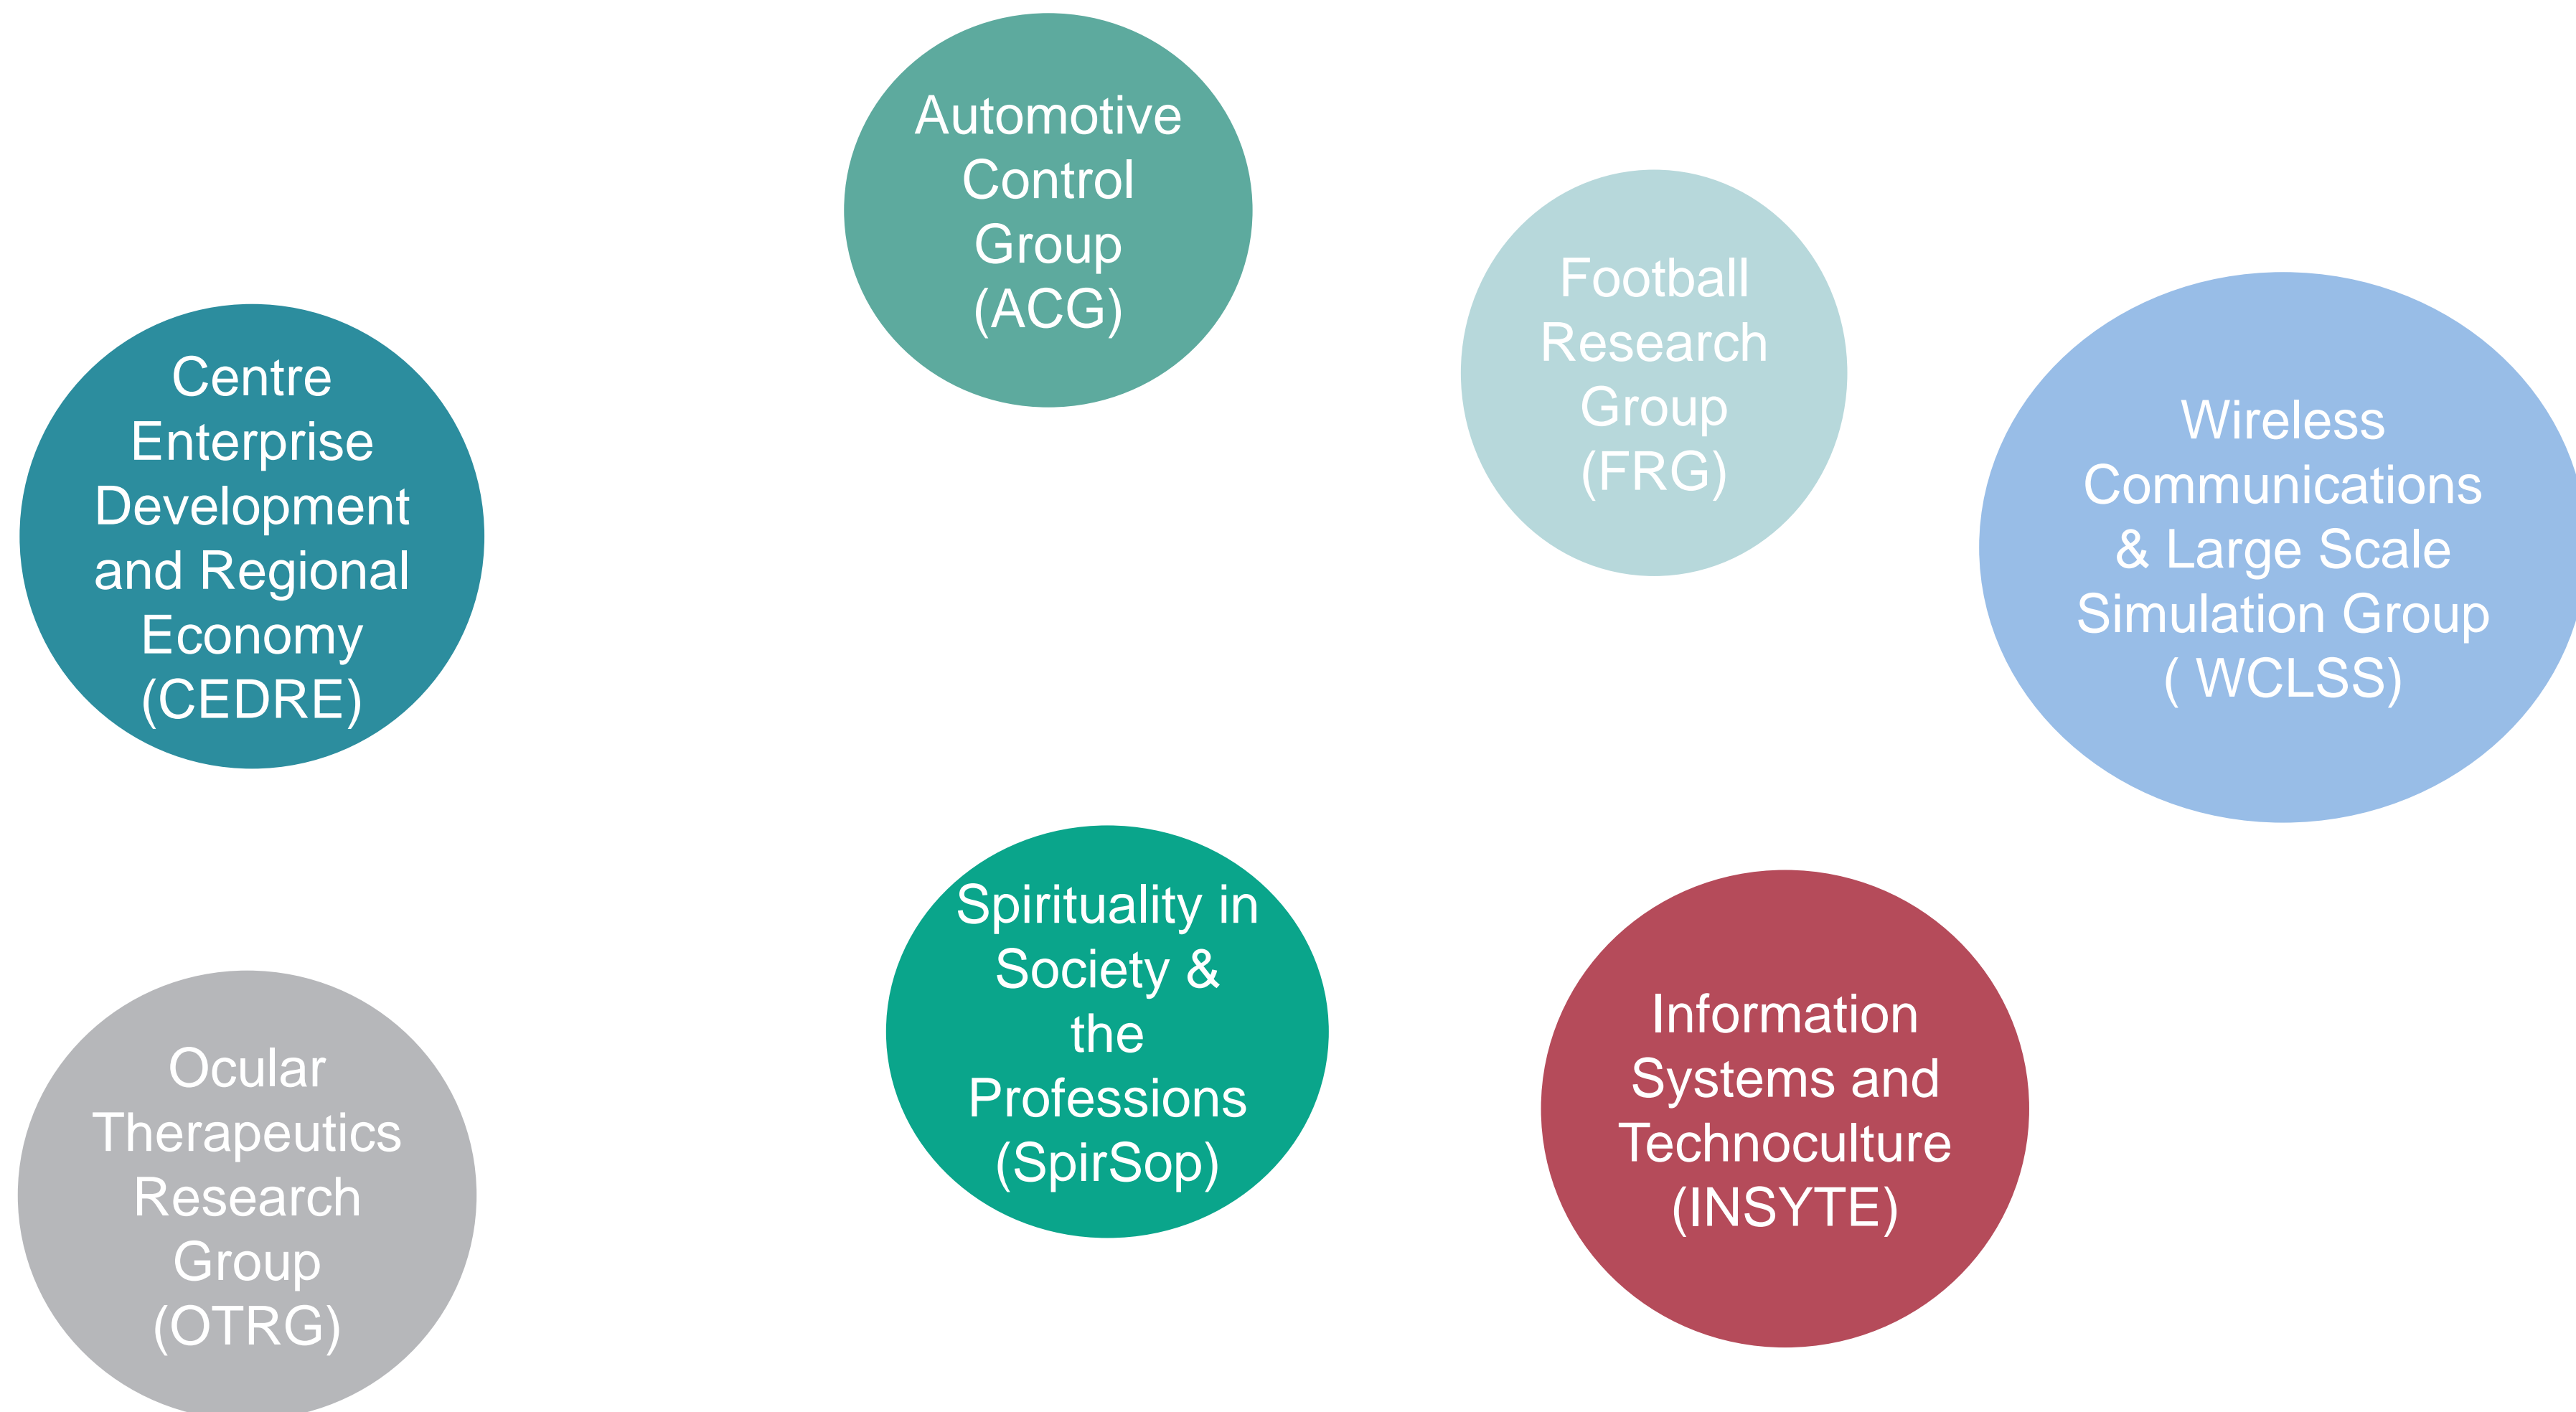 Automotive
Control
Group
(ACG)
Football
Research
Group
(FRG)
Centre
Enterprise
Development
and Regional
Economy
(CEDRE)
Wireless
Communications
& Large Scale
Simulation Group
( WCLSS)
Spirituality in
Society &
the
Professions
(SpirSop)
Information
Systems and
Technoculture
(INSYTE)
Ocular
Therapeutics
Research
Group
(OTRG)